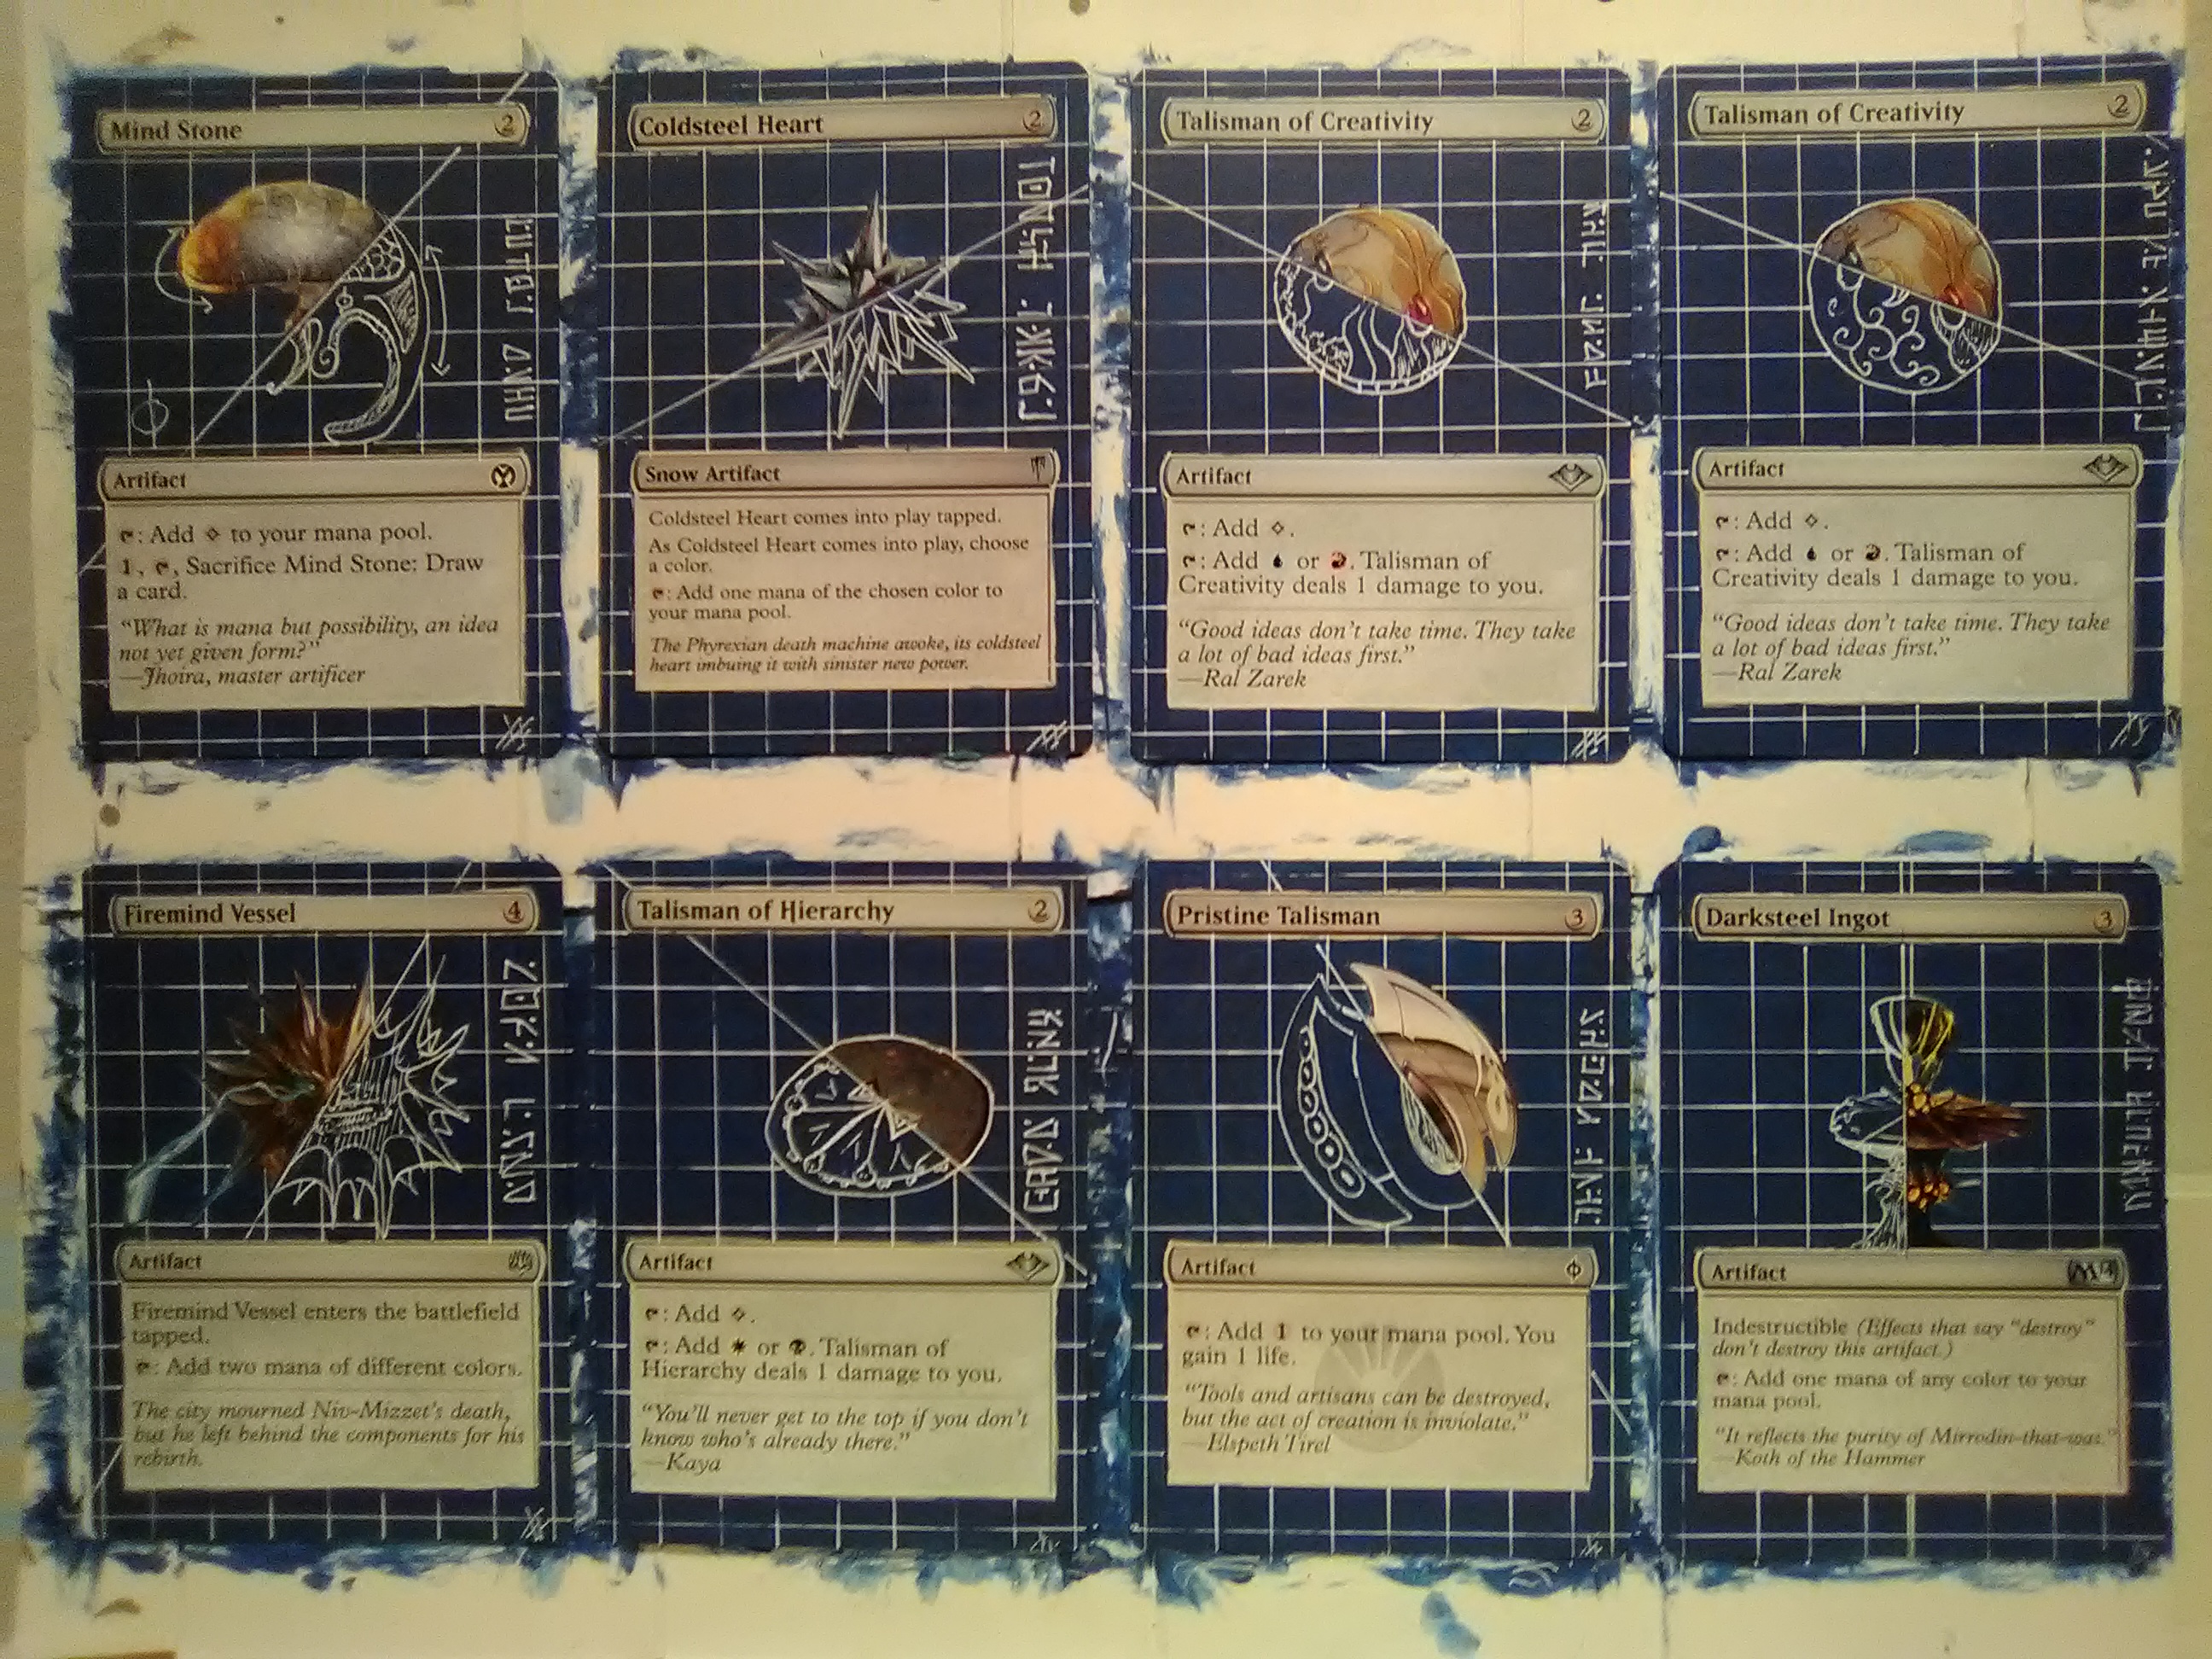 Mind Stone 2
Artifact
: Add to your mana pool.
1, , Sacrifice Mind Stone: Draw
a card.
“What is mana but possibility, an idea
not yet given form?”
—Jhoira, master artificer
Coldsteel Heart 2
Snow Artifact
Coldsteel Heart comes into play tapped.
As Coldsteel Heart comes into play, choose
a color.
: Add one mana of the chosen color to
your mana pool.
The Phyrexian death machine awoke, its coldsteel
heart imbuing it with sinister new power.
Talisman of Creativity 2
Artifact
: Add .
: Add or . Talisman of
Creativity deals 1 damage to you.
“Good ideas don’t take time. They take
a lot of bad ideas first.”
—Ral Zarek
Talisman of Creativity 2
Artifact
: Add .
: Add or . Talisman of
Creativity deals 1 damage to you.
“Good ideas don’t take time. They take
a lot of bad ideas first.”
—Ral Zarek
Firemind Vessel 4
Artifact
Firemind Vessel enters the battlefield
tapped.
: Add two mana of different colors.
The city mourned Niv-Mizzet’s death,
but he left behind the components for his
rebirth.
Talisman of Hierarchy 2
Artifact
: Add .
: Add or . Talisman of
Hierarchy deals 1 damage to you.
“You’ll never get to the top if you don’t
know who’s already there.”
—Kaya
Pristine Talisman 3
Artifact
: Add 1 to your mana pool. You
gain 1 life.
“Tools and artisans can be destroyed,
but the act of creation is inviolate.”
—Elspeth Tirel
Darksteel Ingot 3
Artifact M14
Indestructible (Effects that say “destroy”
don’t destroy this artifact.)
: Add one mana of any color to your
mana pool.
“It reflects the purity of Mirrodin-that-was.”
—Koth of the Hammer